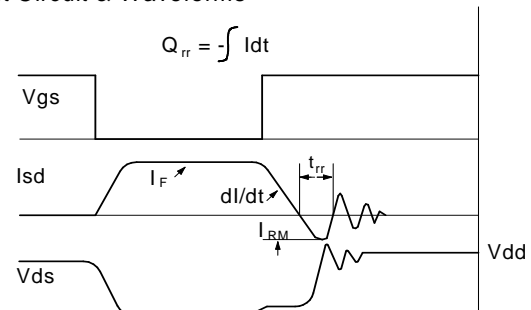 Circuit & Waveforms
Q rr = -∫ Idt
Vgs
Isd
I F
dI/dt
t rr
I RM
Vds
Vdd